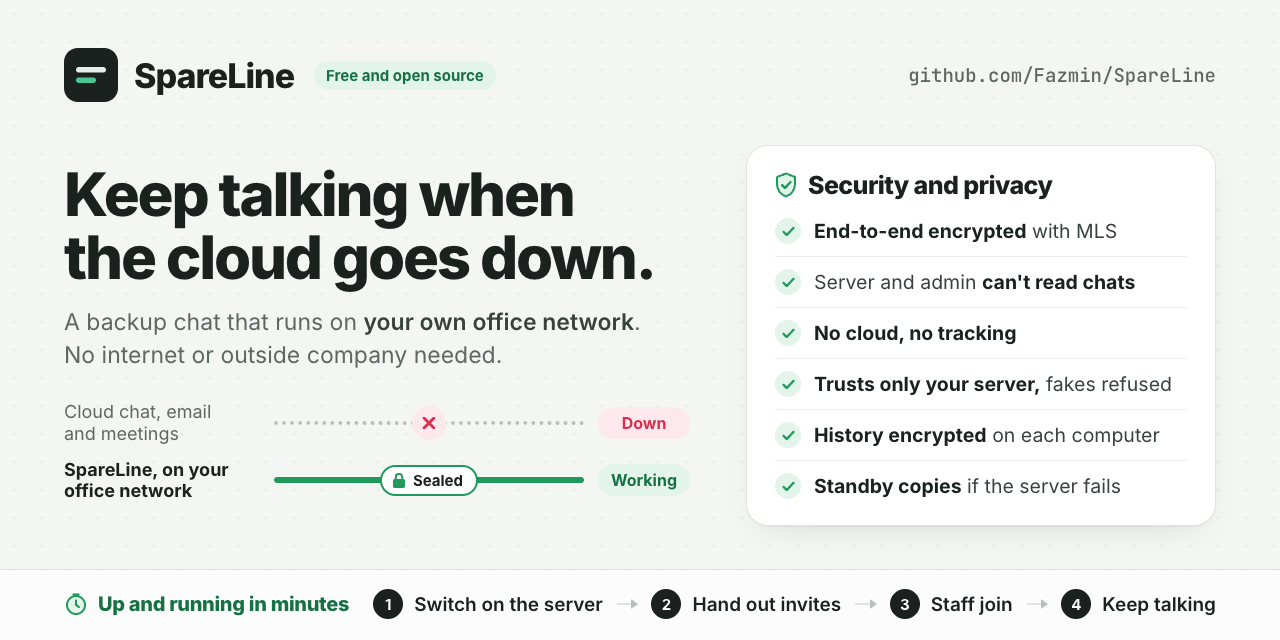 SpareLine
Free and open source
github.com/Fazmin/SpareLine
Keep talking when
the cloud goes down.
A backup chat that runs on your own office network.
No internet or outside company needed.
Cloud chat, email
and meetings
Down
SpareLine, on your
office network
Sealed
Working
Security and privacy
End-to-end encrypted with MLS
Server and admin can't read chats
No cloud, no tracking
Trusts only your server, fakes refused
History encrypted on each computer
Standby copies if the server fails
Up and running in minutes
1 Switch on the server
2 Hand out invites
3 Staff join
4 Keep talking